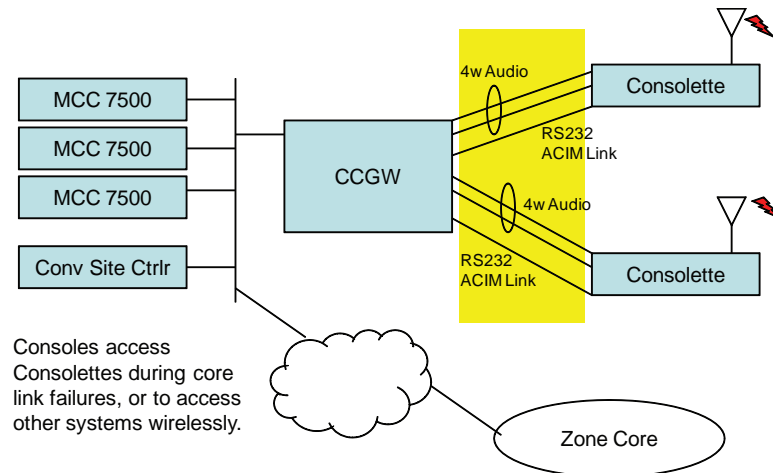 MCC 7500
MCC 7500
MCC 7500
Conv Site Ctrlr
CCGW
4w Audio
RS232
ACIM Link
Consolette
4w Audio
RS232
ACIM Link
Consolette
Consoles access
Consolettes during core
link failures, or to access
other systems wirelessly.
Zone Core